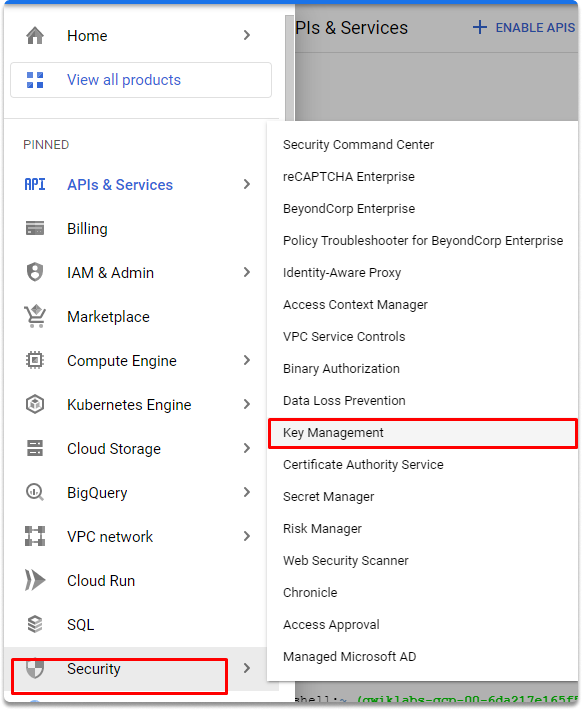 Home
PIs & Services
ENABLE APIS
View all products
PINNED
API
APIs & Services
Billing
IAM & Admin
Marketplace
Compute Engine
Kubernetes Engine
Cloud Storage
BigQuery
VPC network
Cloud Run
SQL
Security
Security Command Center
reCAPTCHA Enterprise
BeyondCorp Enterprise
Policy Troubleshooter for BeyondCorp Enterprise
Identity-Aware Proxy
Access Context Manager
VPC Service Controls
Binary Authorization
Data Loss Prevention
Key Management
Certificate Authority Service
Secret Manager
Risk Manager
Web Security Scanner
Chronicle
Access Approval
Managed Microsoft AD
shell:~ (qwiklabs-gcp-00-6da217e165f5